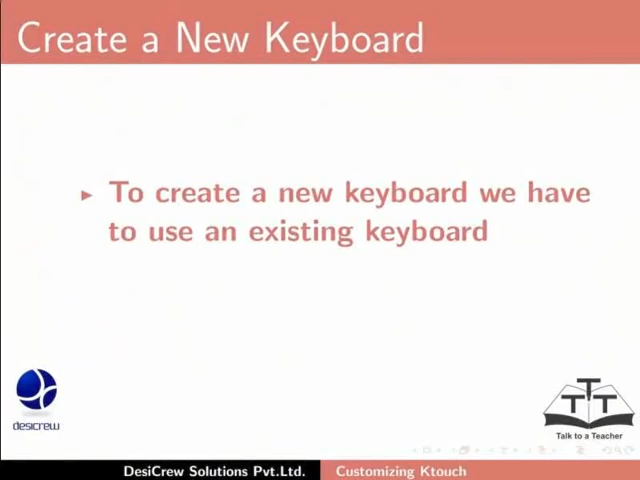 Create a New Keyboard
To create a new keyboard we have
to use an existing keyboard
desicrew
TTT
Talk to a Teacher
DesiCrew Solutions Pvt.Ltd. Customizing Ktouch